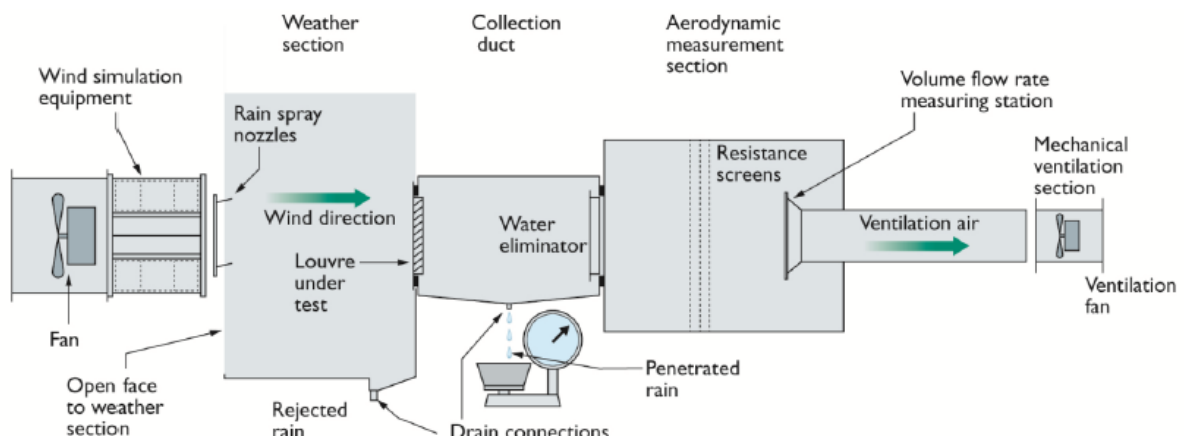 Weather
section
Collection
duct
Aerodynamic
measurement
section
Wind simulation
equipment
Rain spray
nozzles
Volume flow rate
measuring station
Mechanical
ventilation
section
Resistance
screens
Wind direction
Water
eliminator
Ventilation air
Louvre
under
test
Ventilation
fan
Fan
Penetrated
rain
Open face
to weather
section
Rejected
rain
Drain connections